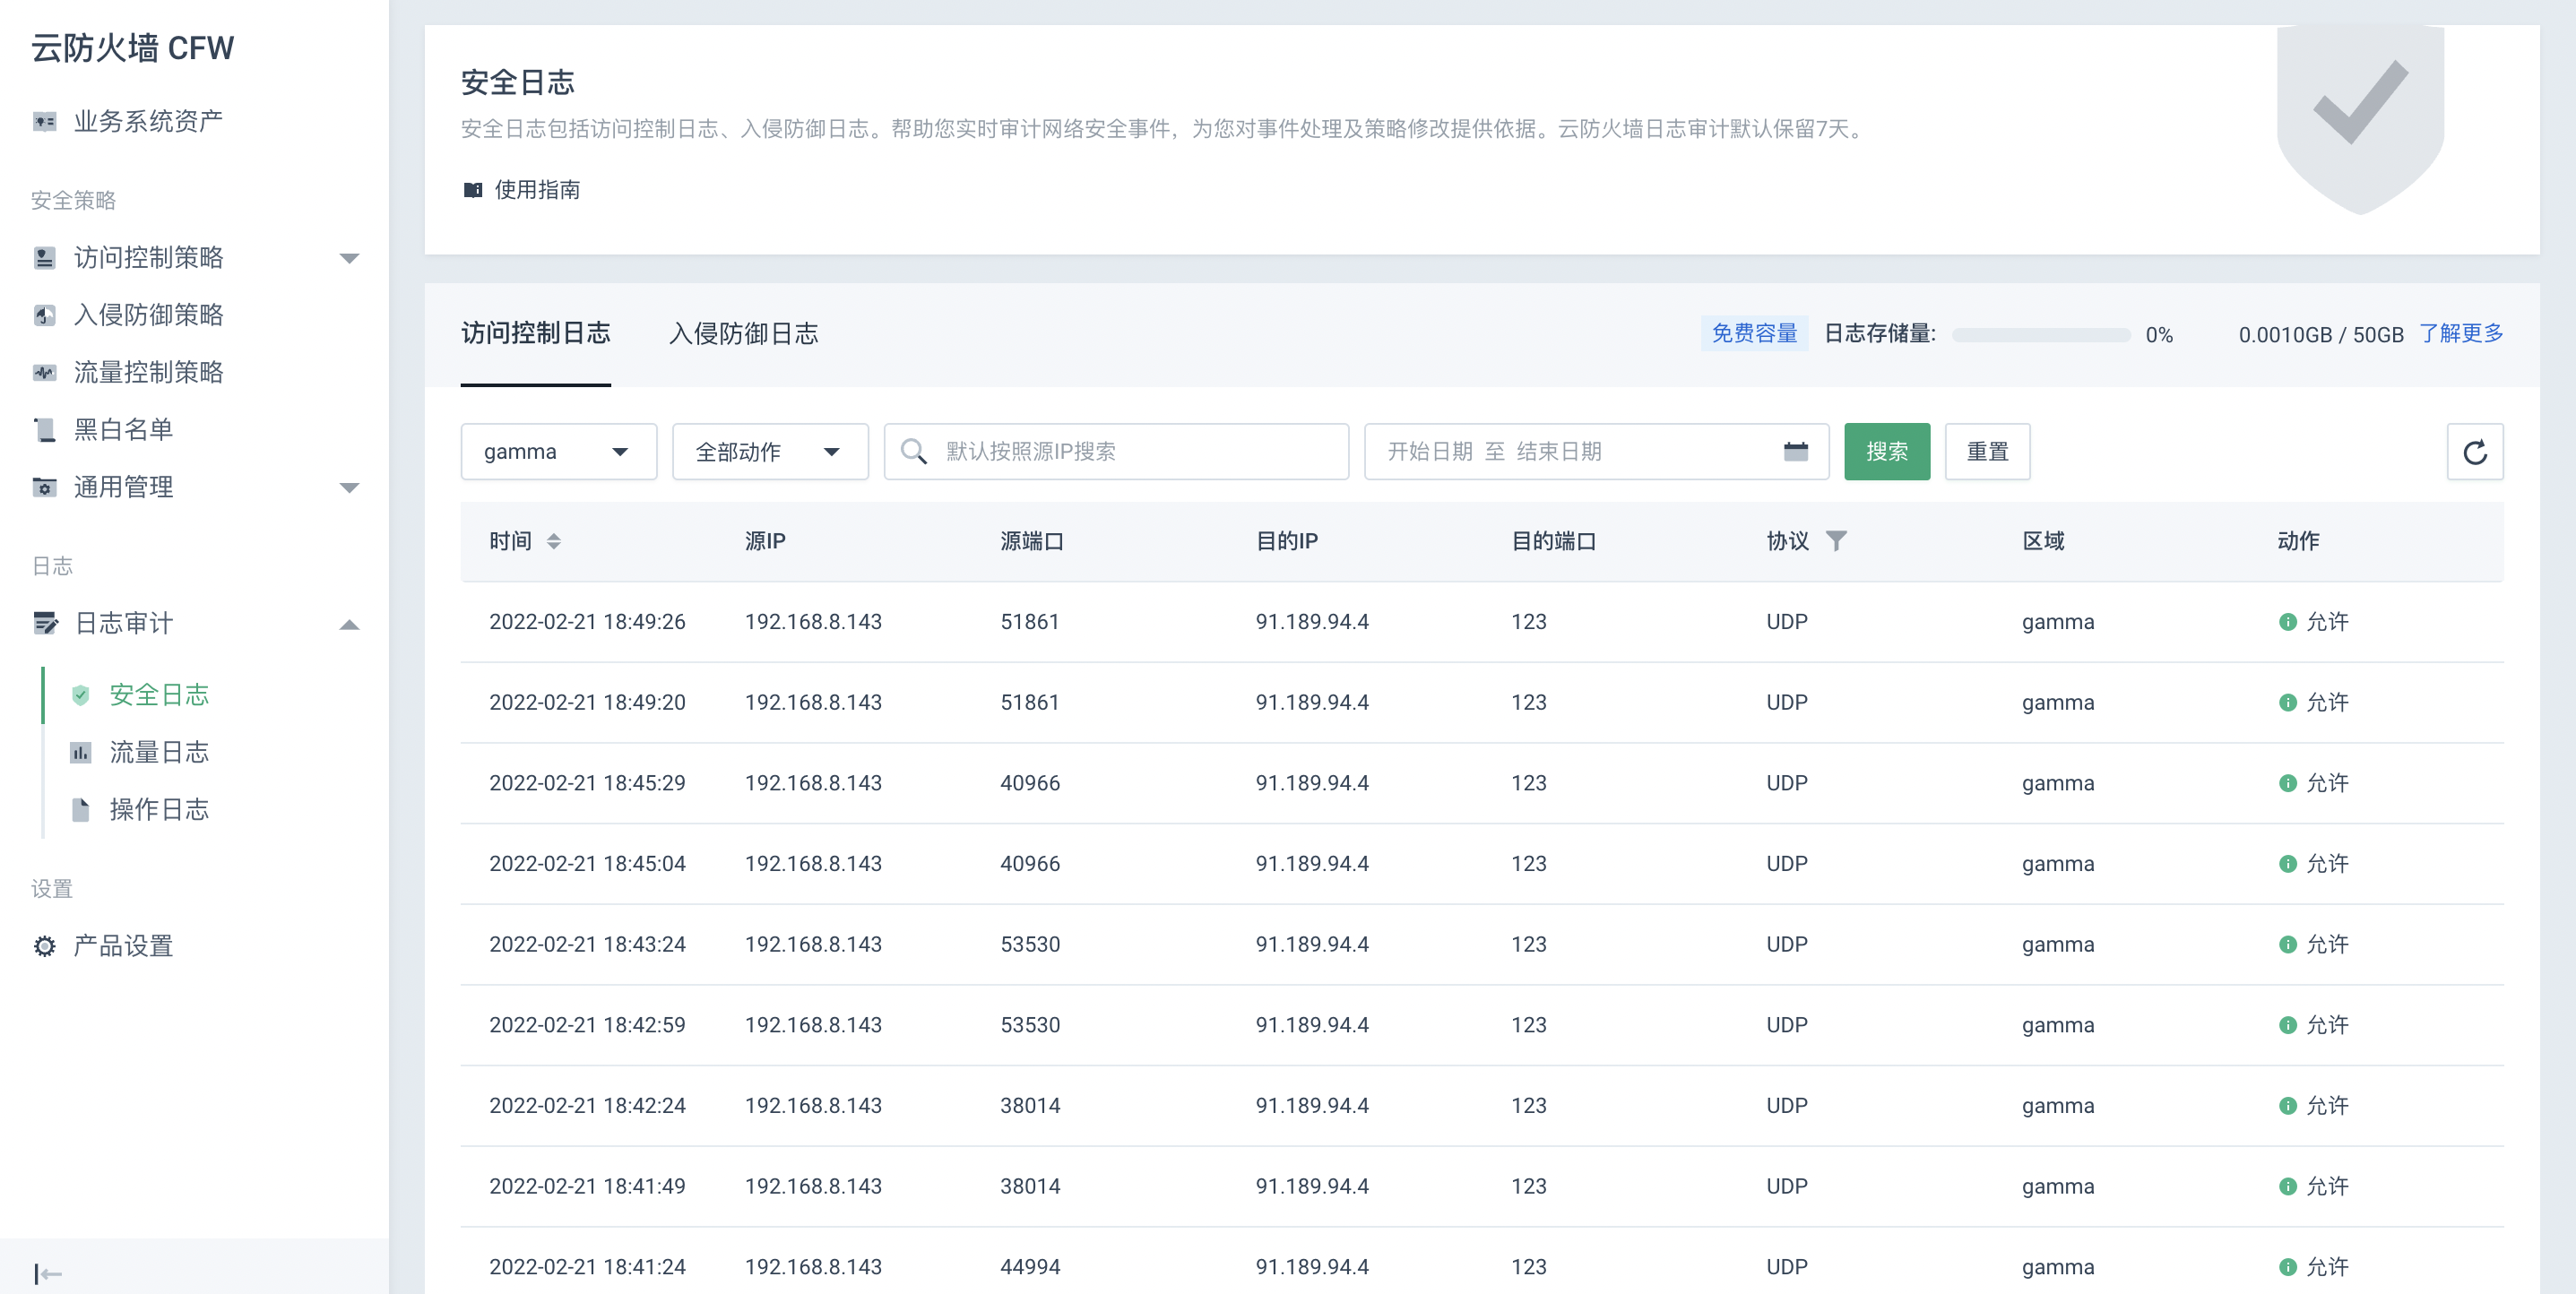 云防火墙 CFW
业务系统资产
安全策略
访问控制策略
入侵防御策略
流量控制策略
黑白名单
通用管理
日志
日志审计
安全日志
流量日志
操作日志
设置
产品设置
安全日志
安全日志包括访问控制日志、入侵防御日志。帮助您实时审计网络安全事件，为您对事件处理及策略修改提供依据。云防火墙日志审计默认保留7天。
使用指南
访问控制日志 入侵防御日志 免费容量 日志存储量: 0% 0.0010GB / 50GB 了解更多
gamma 全部动作 默认按照源IP搜索 开始日期 至 结束日期 搜索 重置
时间 源IP 源端口 目的IP 目的端口 协议 区域 动作
2022-02-21 18:49:26 192.168.8.143 51861 91.189.94.4 123 UDP gamma 允许
2022-02-21 18:49:20 192.168.8.143 51861 91.189.94.4 123 UDP gamma 允许
2022-02-21 18:45:29 192.168.8.143 40966 91.189.94.4 123 UDP gamma 允许
2022-02-21 18:45:04 192.168.8.143 40966 91.189.94.4 123 UDP gamma 允许
2022-02-21 18:43:24 192.168.8.143 53530 91.189.94.4 123 UDP gamma 允许
2022-02-21 18:42:59 192.168.8.143 53530 91.189.94.4 123 UDP gamma 允许
2022-02-21 18:42:24 192.168.8.143 38014 91.189.94.4 123 UDP gamma 允许
2022-02-21 18:41:49 192.168.8.143 38014 91.189.94.4 123 UDP gamma 允许
2022-02-21 18:41:24 192.168.8.143 44994 91.189.94.4 123 UDP gamma 允许